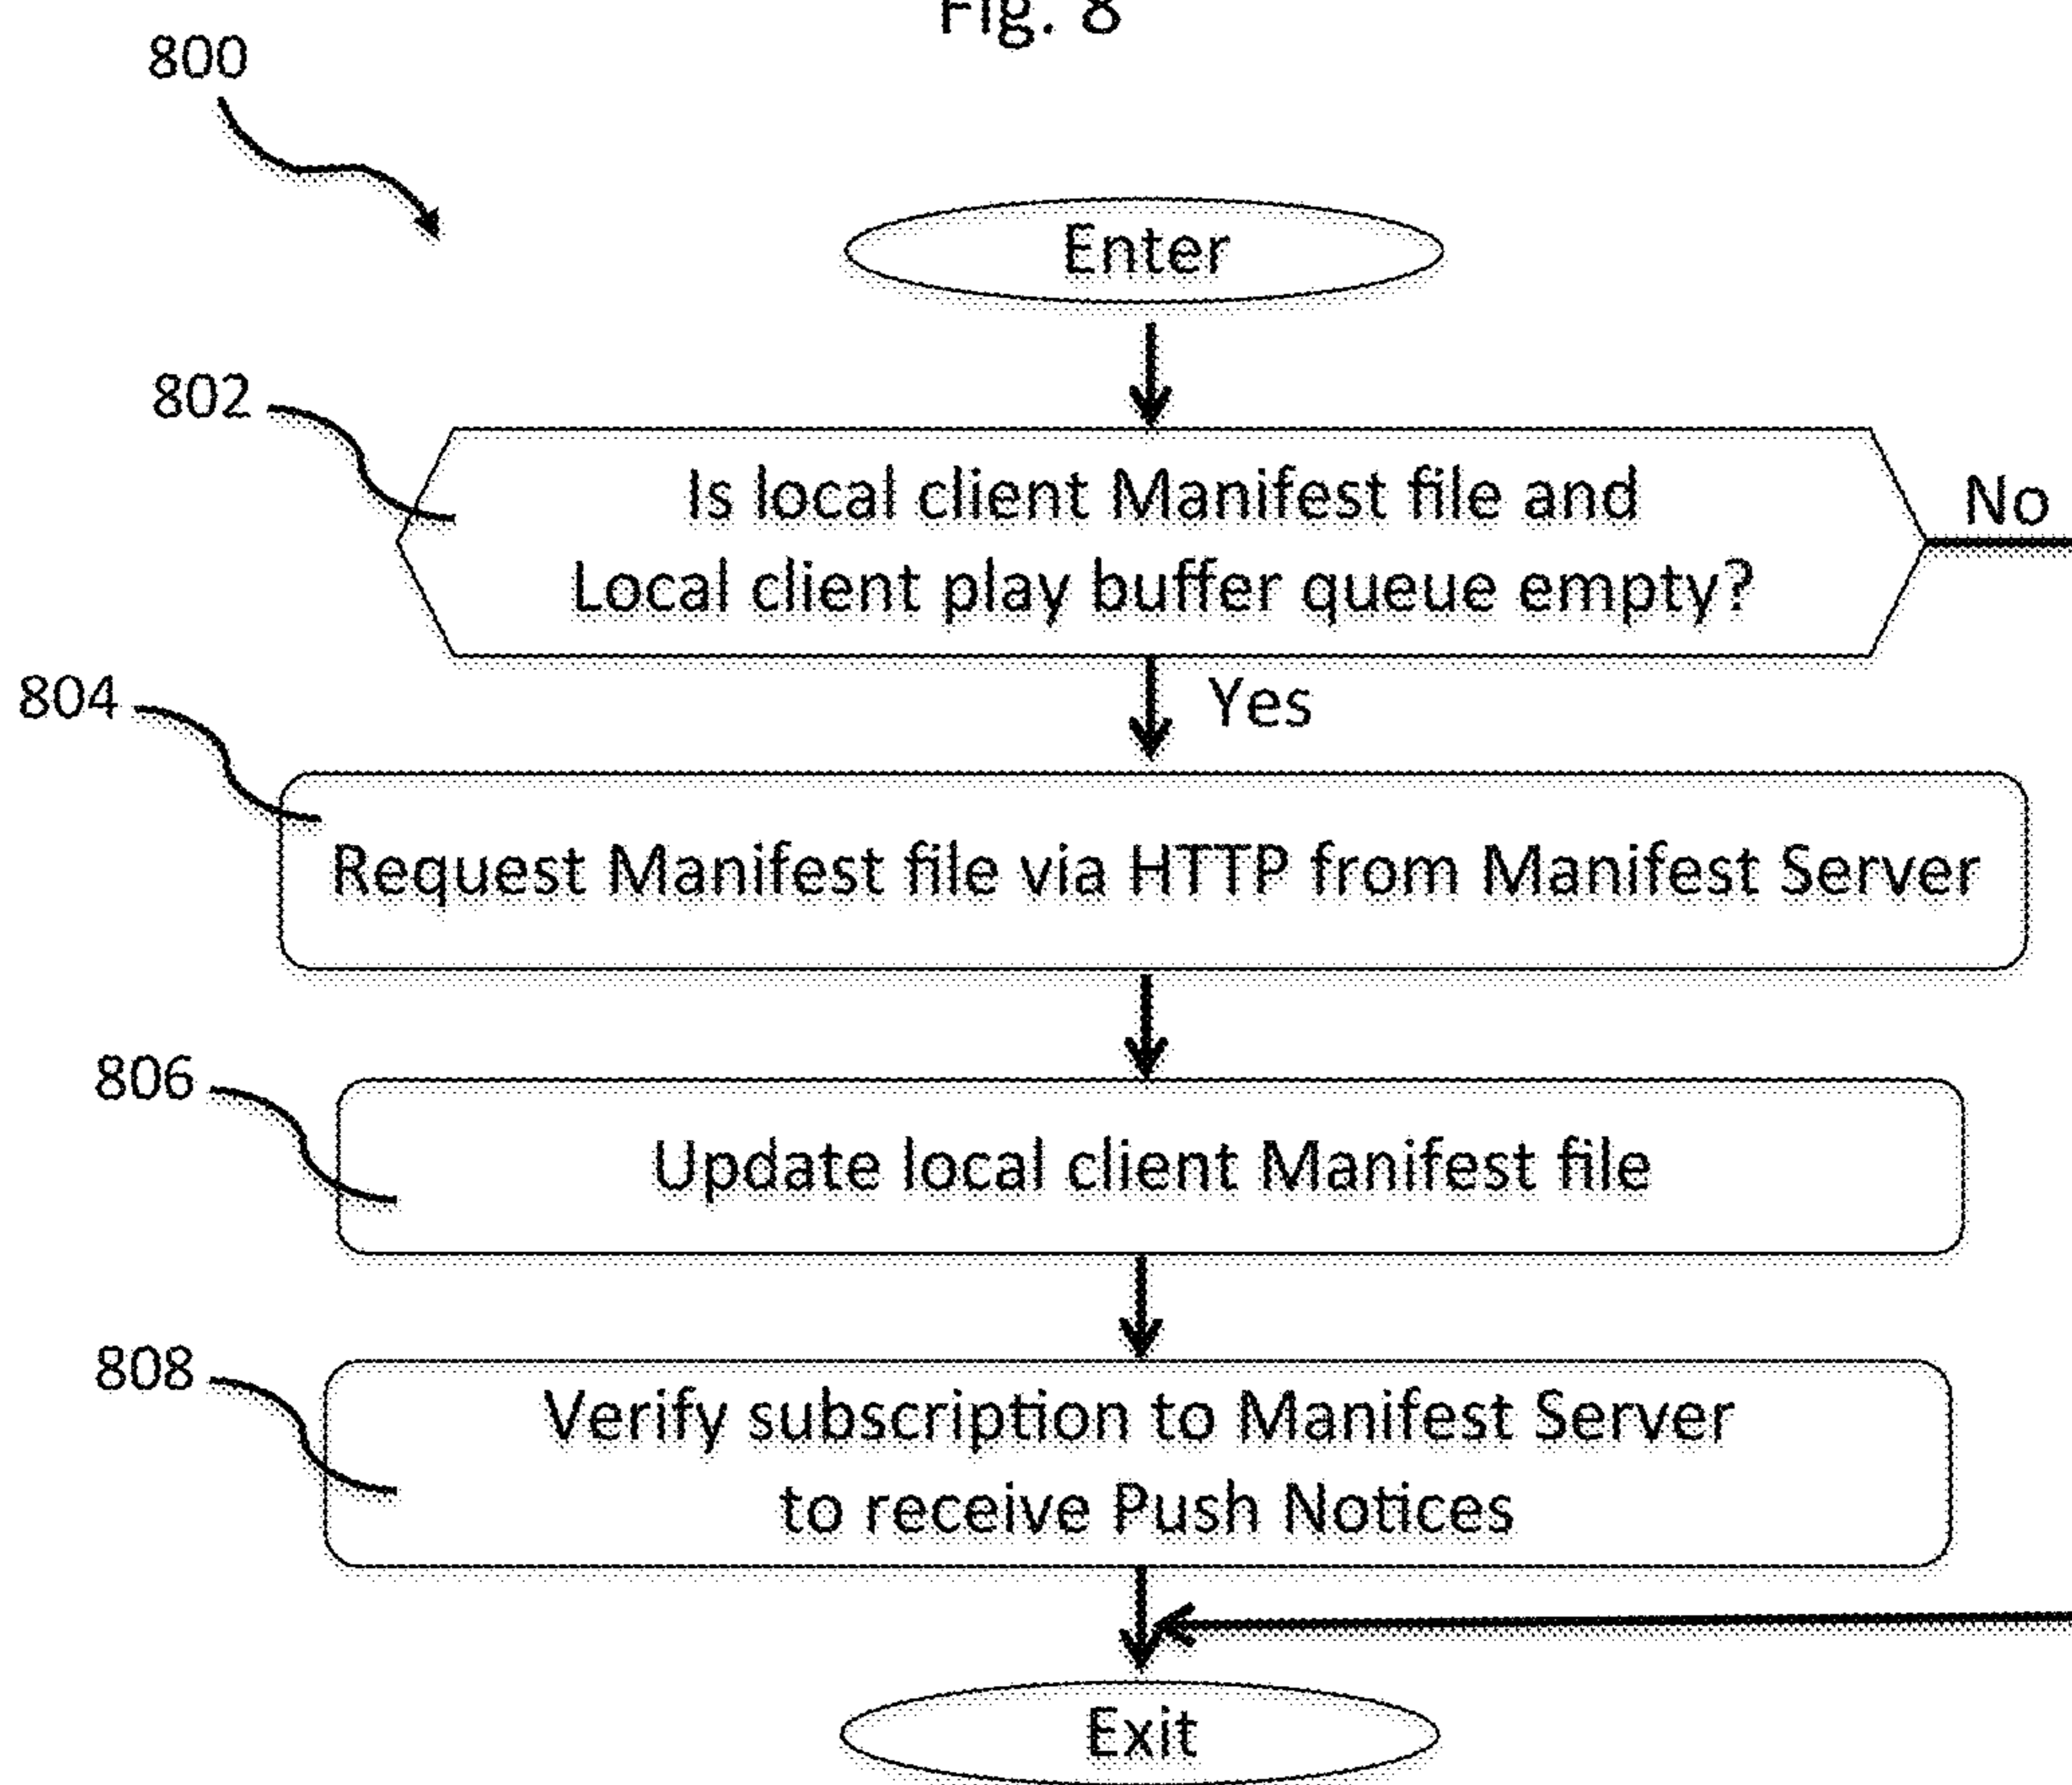 Fig. 8
800
Enter
802
Is local client Manifest file and
Local client play buffer queue empty?
No
Yes
804
Request Manifest file via HTTP from Manifest Server
806
Update local client Manifest file
808
Verify subscription to Manifest Server
to receive Push Notices
Exit